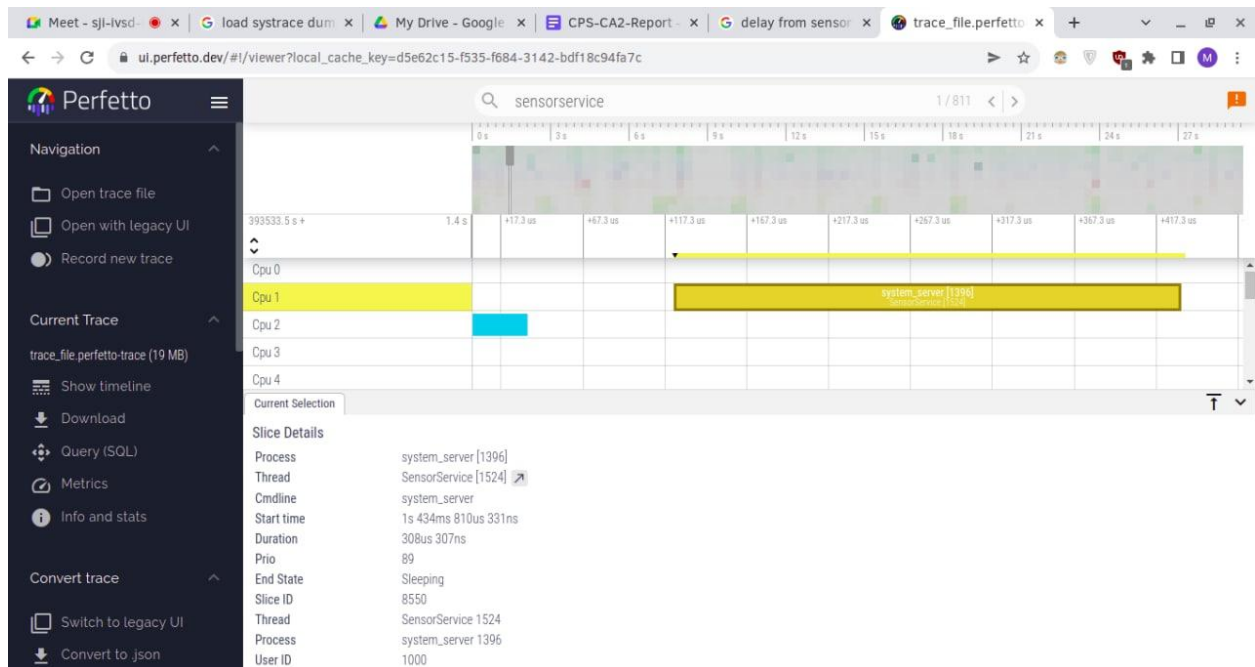 Meet - sji-ivsd-
load systrace dum
My Drive - Google
CPS-CA2-Report -
delay from sensor
trace_file.perfetto
ui.perfetto.dev/#!/viewer?local_cache_key=d5e62c15-f535-f684-3142-bdf18c94fa7c
M
Perfetto
sensorservice
1 / 811
0 s 3 s 6 s 9 s 12 s 15 s 18 s 21 s 24 s 27 s
Navigation
Open trace file
Open with legacy UI
Record new trace
393533.5 s + 1.4 s +17.3 us +67.3 us +117.3 us +167.3 us +217.3 us +267.3 us +317.3 us +367.3 us +417.3 us
Cpu 0
Cpu 1
system_server [1396]
SensorService [1524]
Cpu 2
Cpu 3
Cpu 4
Current Trace
trace_file.perfetto-trace (19 MB)
Show timeline
Download
Query (SQL)
Metrics
Info and stats
Convert trace
Switch to legacy UI
Convert to .json
Current Selection
Slice Details
Process system_server [1396]
Thread SensorService [1524]
Cmdline system_server
Start time 1s 434ms 810us 331ns
Duration 308us 307ns
Prio 89
End State Sleeping
Slice ID 8550
Thread SensorService 1524
Process system_server 1396
User ID 1000